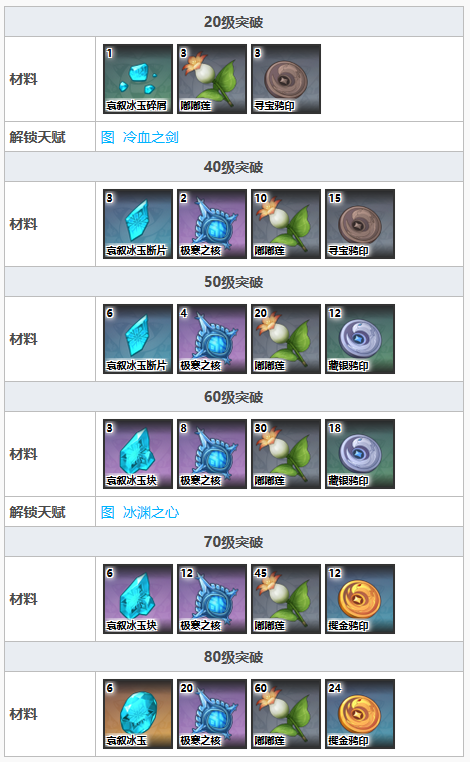 20级突破
材料
1 3 3
哀叙冰玉碎屑 嘟嘟莲 寻宝鸦印
解锁天赋 图 冷血之剑
40级突破
材料
3 2 10 15
哀叙冰玉断片 极寒之核 嘟嘟莲 寻宝鸦印
50级突破
材料
6 4 20 12
哀叙冰玉断片 极寒之核 嘟嘟莲 藏银鸦印
60级突破
材料
3 8 30 18
哀叙冰玉块 极寒之核 嘟嘟莲 藏银鸦印
解锁天赋 图 冰渊之心
70级突破
材料
6 12 45 12
哀叙冰玉块 极寒之核 嘟嘟莲 攫金鸦印
80级突破
材料
6 20 60 24
哀叙冰玉 极寒之核 嘟嘟莲 攫金鸦印